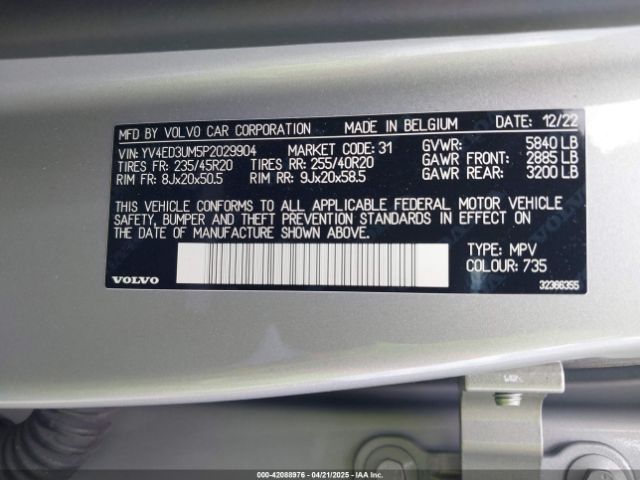 MFD BY VOLVO CAR CORPORATION MADE IN BELGIUM DATE: 12/22
VIN: YV4ED3UM5P2029904 MARKET CODE: 31 GVWR: 5840 LB
TIRES FR: 235/45R20 TIRES RR: 255/40R20 GAWR FRONT: 2885 LB
RIM FR: 8Jx20x50.5 RIM RR: 9Jx20x58.5 GAWR REAR: 3200 LB
THIS VEHICLE CONFORMS TO ALL APPLICABLE FEDERAL MOTOR VEHICLE
SAFETY, BUMPER AND THEFT PREVENTION STANDARDS IN EFFECT ON
THE DATE OF MANUFACTURE SHOWN ABOVE.
TYPE: MPV
COLOUR: 735
VOLVO 32366355
000-42088976 - 04/21/2025 - IAA Inc.